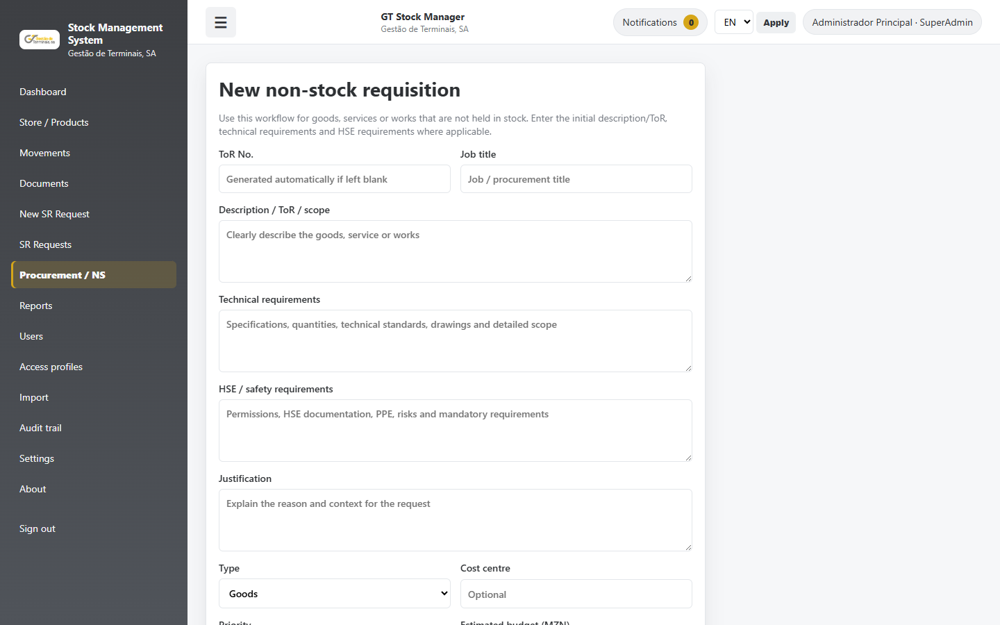 Stock Management
System
Gestão de Terminais, SA
Dashboard
Store / Products
Movements
Documents
New SR Request
SR Requests
Procurement / NS
Reports
Users
Access profiles
Import
Audit trail
Settings
About
Sign out
☰
GT Stock Manager
Gestão de Terminais, SA
Notifications 0
EN
Apply
Administrador Principal · SuperAdmin
New non-stock requisition
Use this workflow for goods, services or works that are not held in stock. Enter the initial description/ToR,
technical requirements and HSE requirements where applicable.
ToR No.
Generated automatically if left blank
Job title
Job / procurement title
Description / ToR / scope
Clearly describe the goods, service or works
Technical requirements
Specifications, quantities, technical standards, drawings and detailed scope
HSE / safety requirements
Permissions, HSE documentation, PPE, risks and mandatory requirements
Justification
Explain the reason and context for the request
Type
Goods
Cost centre
Optional
Priority
Estimated budget (MZN)